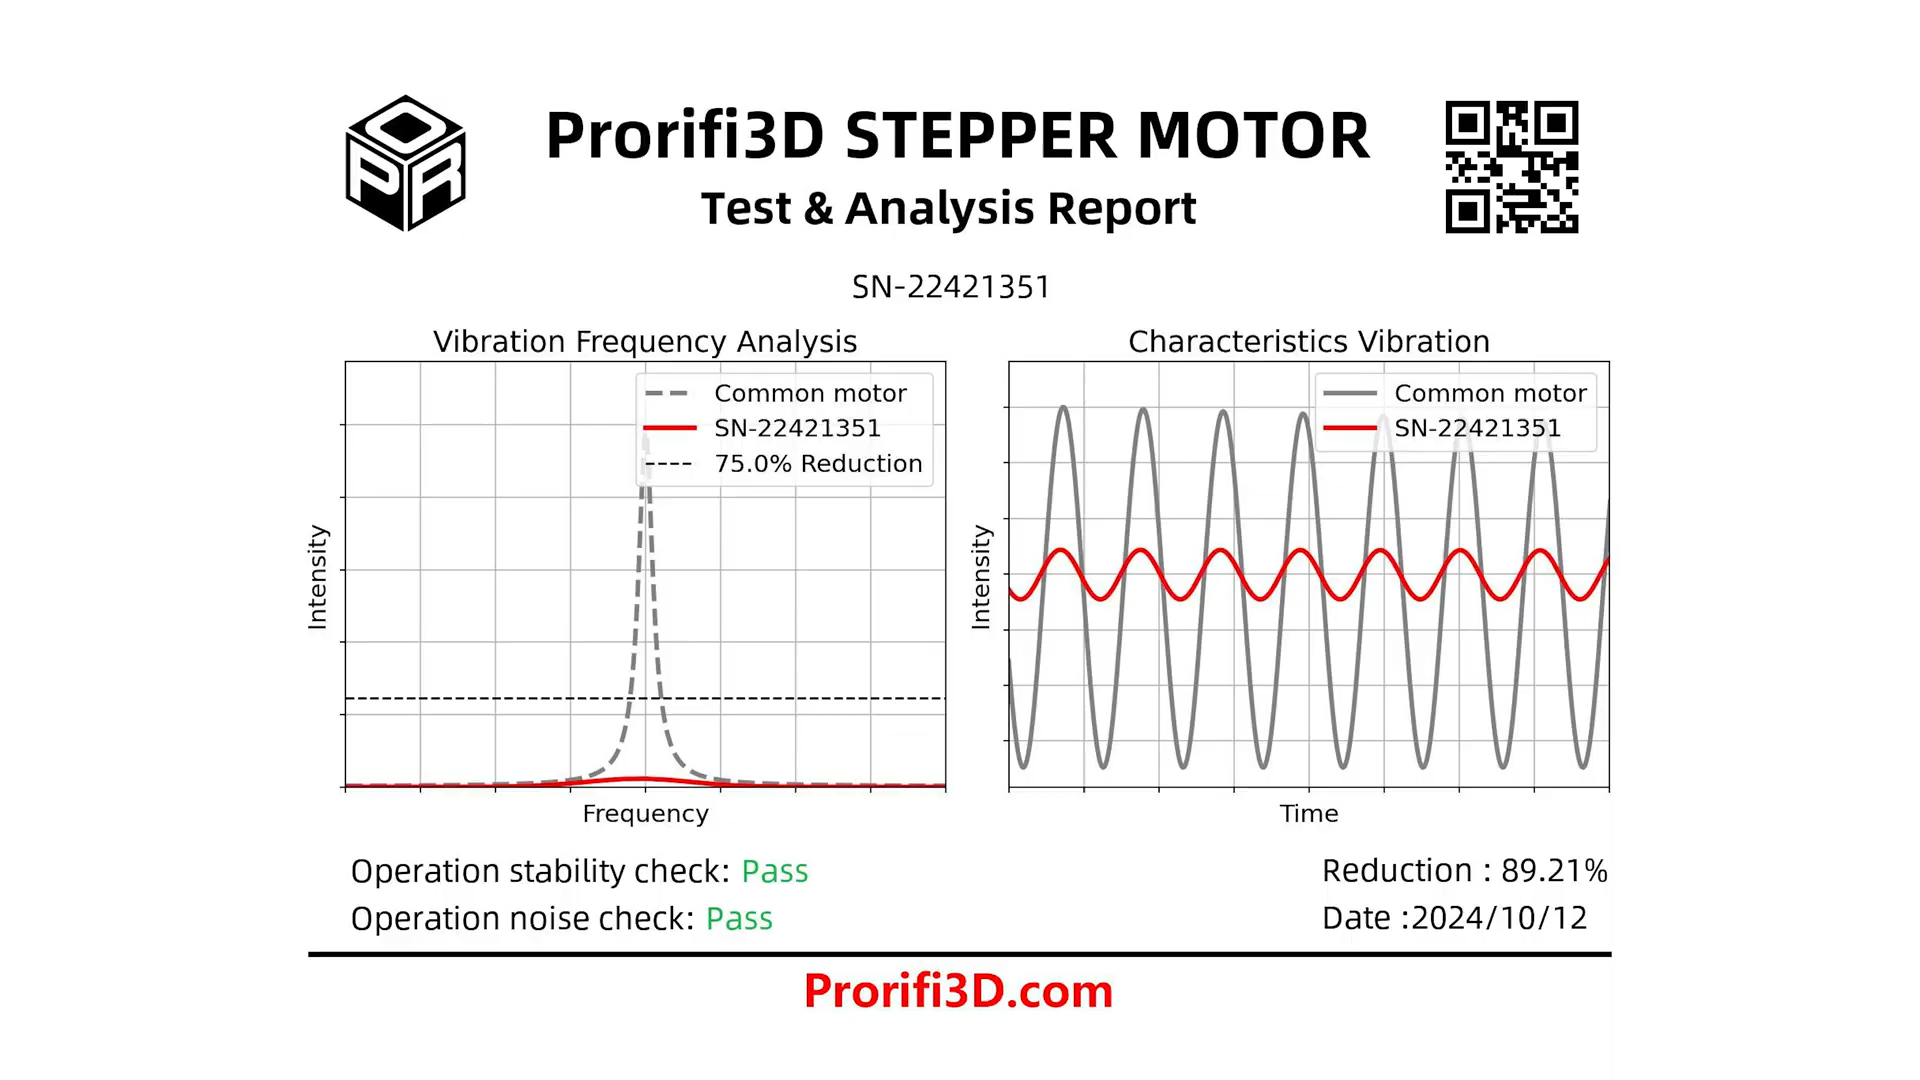 OPR
Prorifi3D STEPPER MOTOR
Test & Analysis Report
SN-22421351
Vibration Frequency Analysis
Common motor
SN-22421351
75.0% Reduction
Intensity
Frequency
Characteristics Vibration
Common motor
SN-22421351
Intensity
Time
Operation stability check: Pass
Operation noise check: Pass
Reduction : 89.21%
Date :2024/10/12
Prorifi3D.com